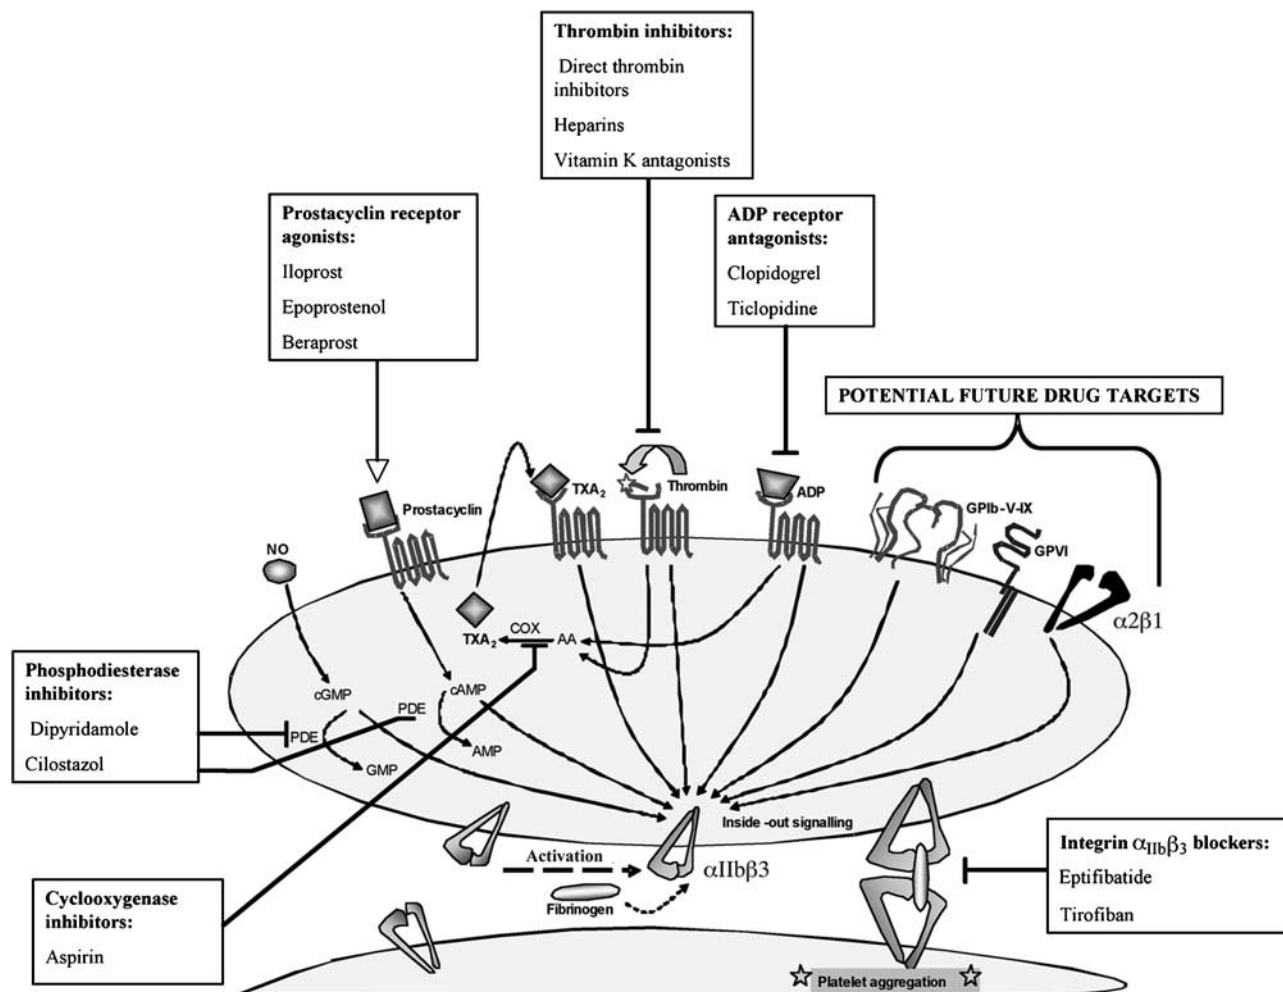 Thrombin inhibitors:
Direct thrombin
inhibitors
Heparins
Vitamin K antagonists
Prostacyclin receptor
agonists:
Iloprost
Epoprostenol
Beraprost
ADP receptor
antagonists:
Clopidogrel
Ticlopidine
POTENTIAL FUTURE DRUG TARGETS
NO
Prostacyclin
TXA2
Thrombin
ADP
GPIb-V-IX
GPVI
α2β1
TXA2
COX
AA
cGMP
PDE
GMP
cAMP
PDE
AMP
Phosphodiesterase
inhibitors:
Dipyridamole
Cilostazol
Inside -out signalling
Activation
αIIbβ3
Fibrinogen
Integrin αIIbβ3 blockers:
Eptifibatide
Tirofiban
Cyclooxygenase
inhibitors:
Aspirin
Platelet aggregation